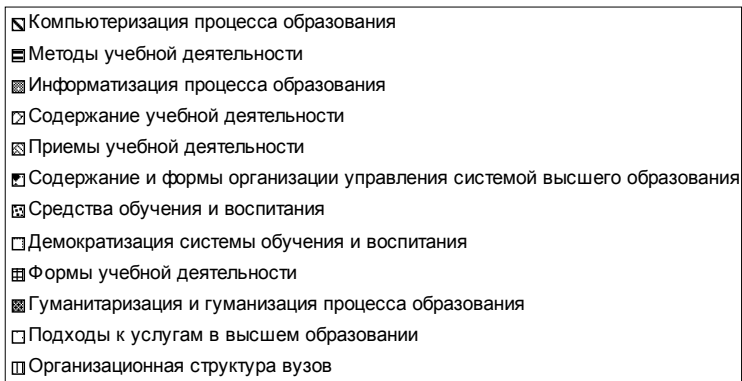 Компьютеризация процесса образования
Методы учебной деятельности
Информатизация процесса образования
Содержание учебной деятельности
Приемы учебной деятельности
Содержание и формы организации управления системой высшего образования
Средства обучения и воспитания
Демократизация системы обучения и воспитания
Формы учебной деятельности
Гуманитаризация и гуманизация процесса образования
Подходы к услугам в высшем образовании
Организационная структура вузов